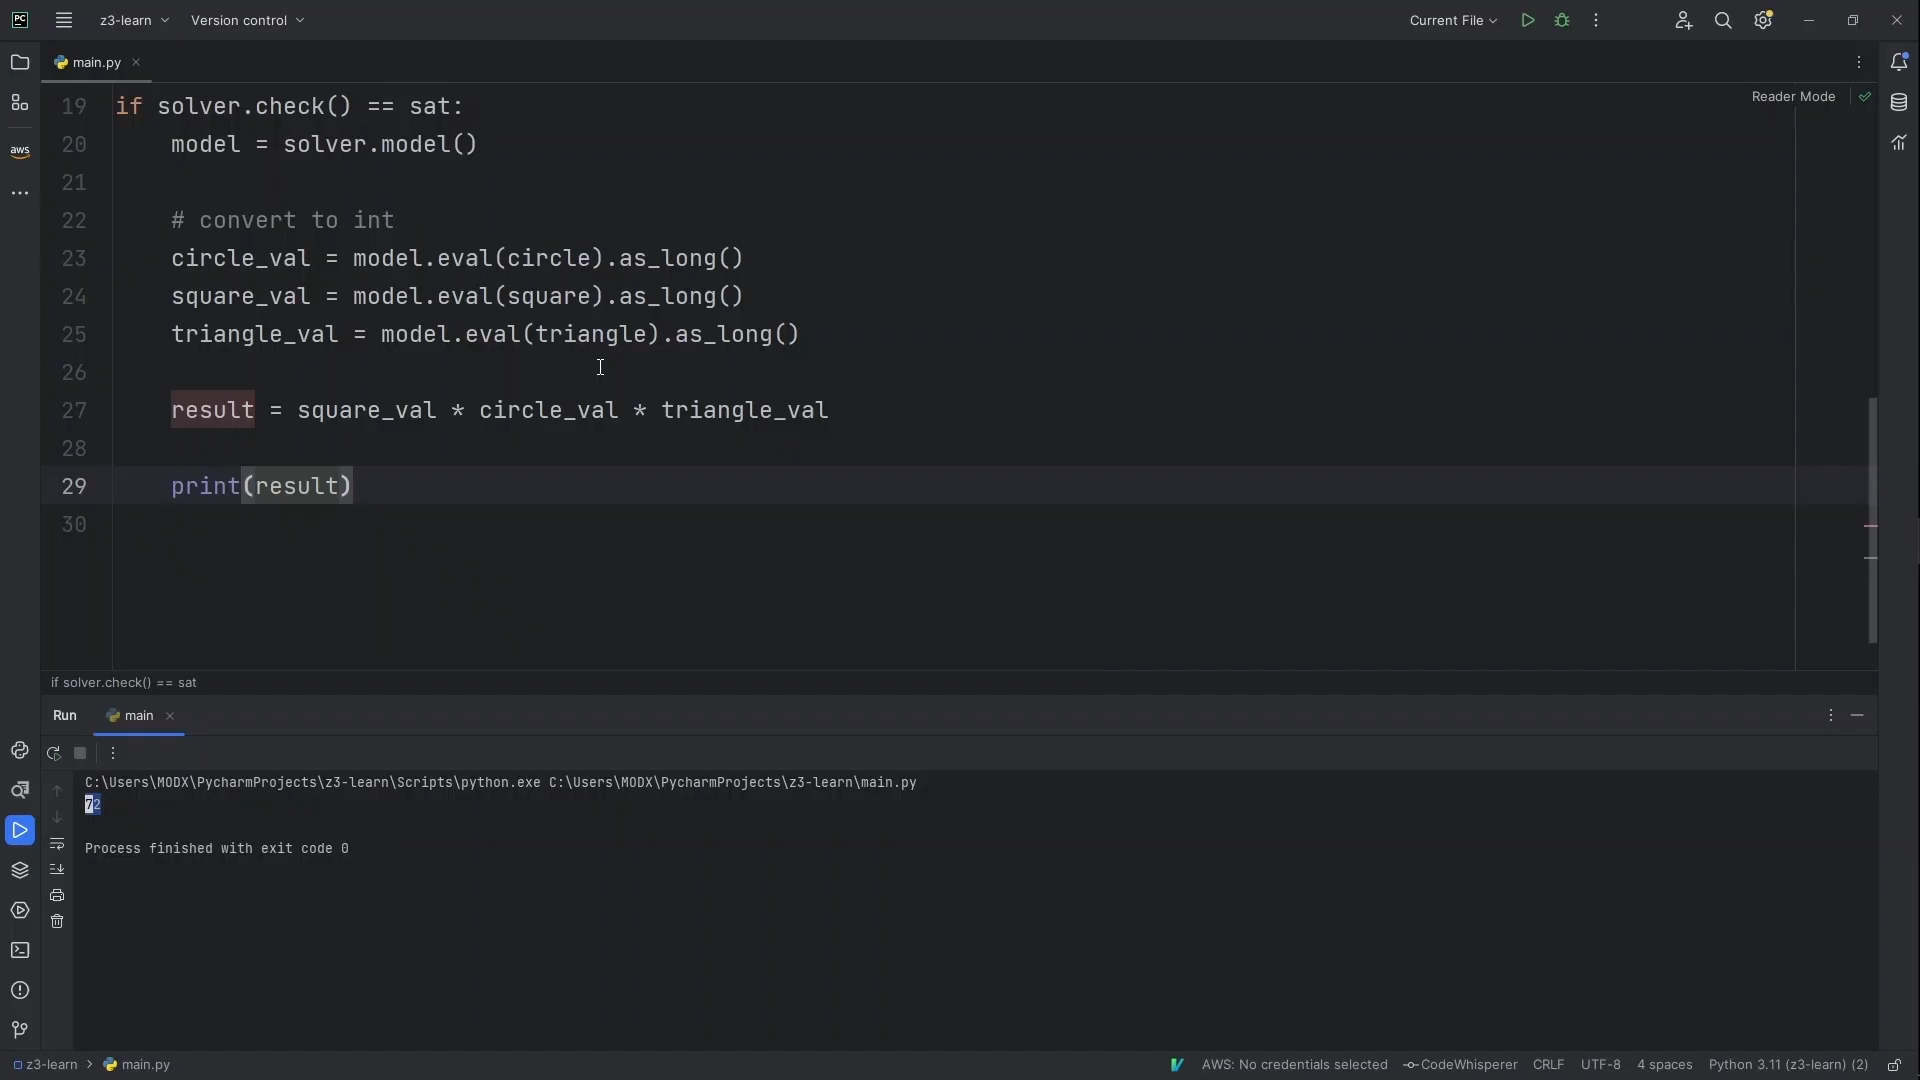 PC
z3-learn
Version control
Current File
main.py
Reader Mode
aws
19 if solver.check() == sat:
20 model = solver.model()
21
22 # convert to int
23 circle_val = model.eval(circle).as_long()
24 square_val = model.eval(square).as_long()
25 triangle_val = model.eval(triangle).as_long()
26
27 result = square_val * circle_val * triangle_val
28
29 print(result)
30
if solver.check() == sat
Run
main
C:\Users\MODX\PycharmProjects\z3-learn\Scripts\python.exe C:\Users\MODX\PycharmProjects\z3-learn\main.py
72
Process finished with exit code 0
z3-learn
main.py
AWS: No credentials selected
CodeWhisperer
CRLF
UTF-8
4 spaces
Python 3.11 (z3-learn) (2)